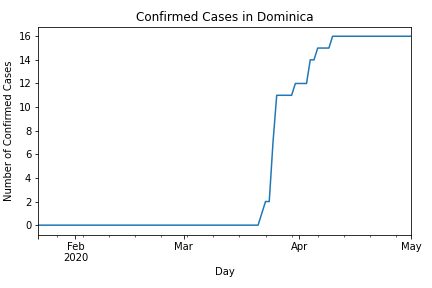 Confirmed Cases in Dominica
Number of Confirmed Cases
16
14
12
10
8
6
4
2
0
Feb Mar Apr May
2020
Day